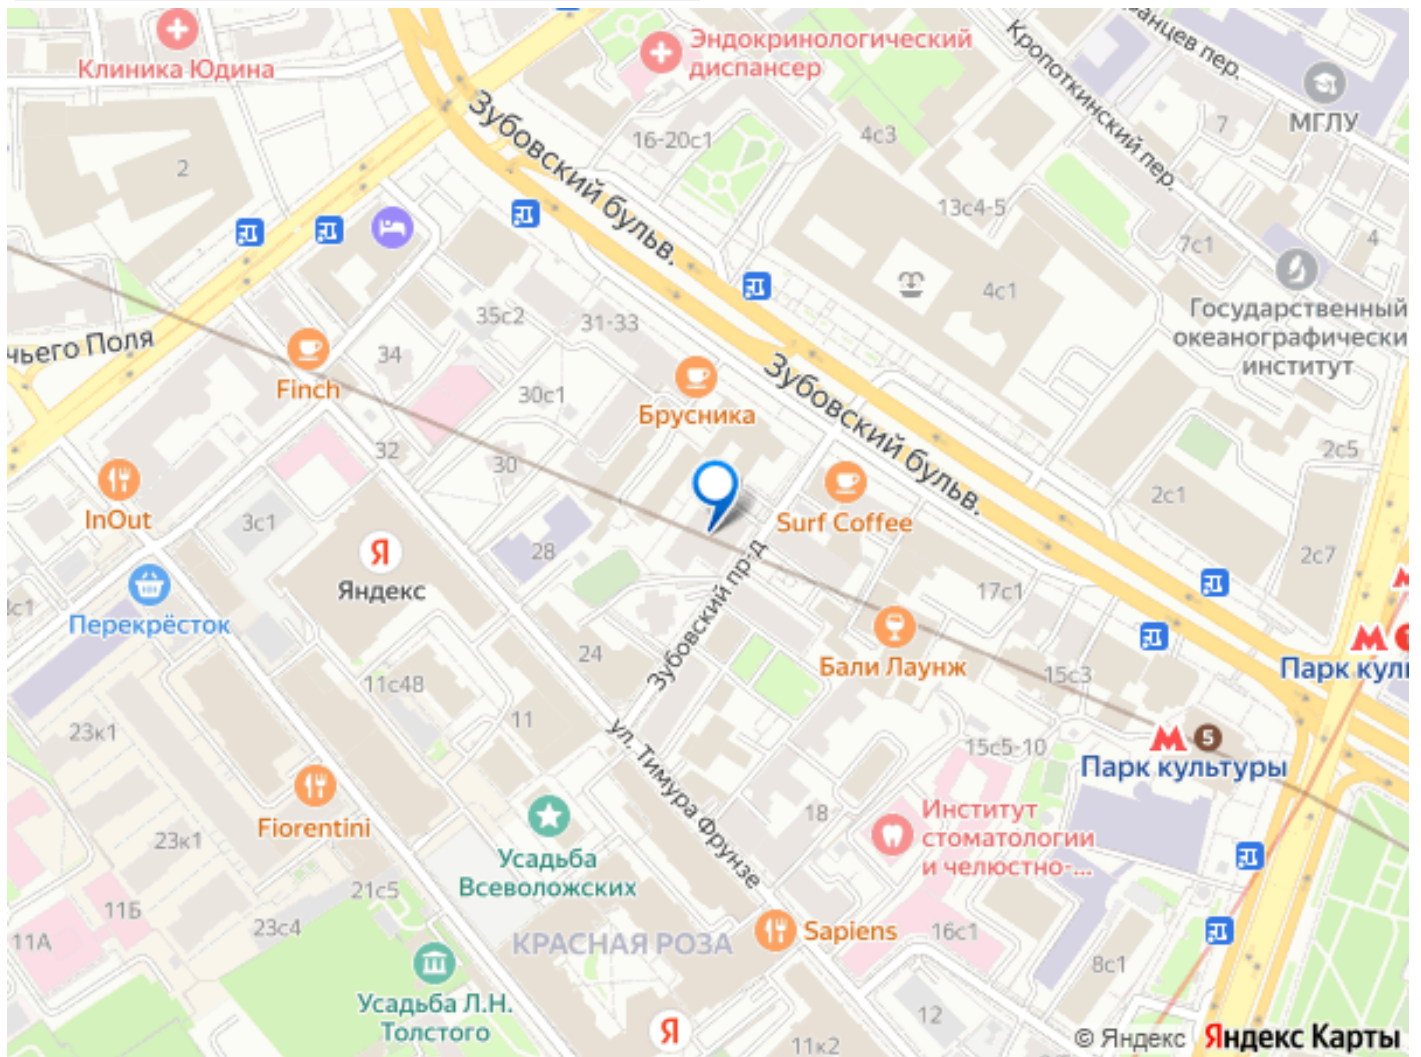 Клиника Юдина
Эндокринологический
диспансер
Кропоткинский пер.
МГЛУ
7
16-20с1
4с3
2
Зубовский бульв.
13с4-5
7с1
4
4с1
Государственный
океанографически
институт
35с2
31-33
чьего Поля
34
Finch
30с1
Брусника
Зубовский бульв.
32
30
2с5
InOut
3с1
Surf Coffee
2с1
28
Я
Яндекс
2с7
17с1
Перекрёсток
Зубовский пр-д
24
Бали Лаунж
М
Парк кул
15с3
11с48
11
23к1
М 5
Парк культуры
ул. Тимура Фрунзе
15с5-10
Fiorentini
18
Институт
стоматологии
и челюстно-...
23к1
Усадьба
Всеволожских
21с5
11Б
23с4
11А
КРАСНАЯ РОЗА
Sapiens
16с1
8с1
Усадьба Л.Н.
Толстого
12
Я
11к2
© Яндекс Яндекс Карты